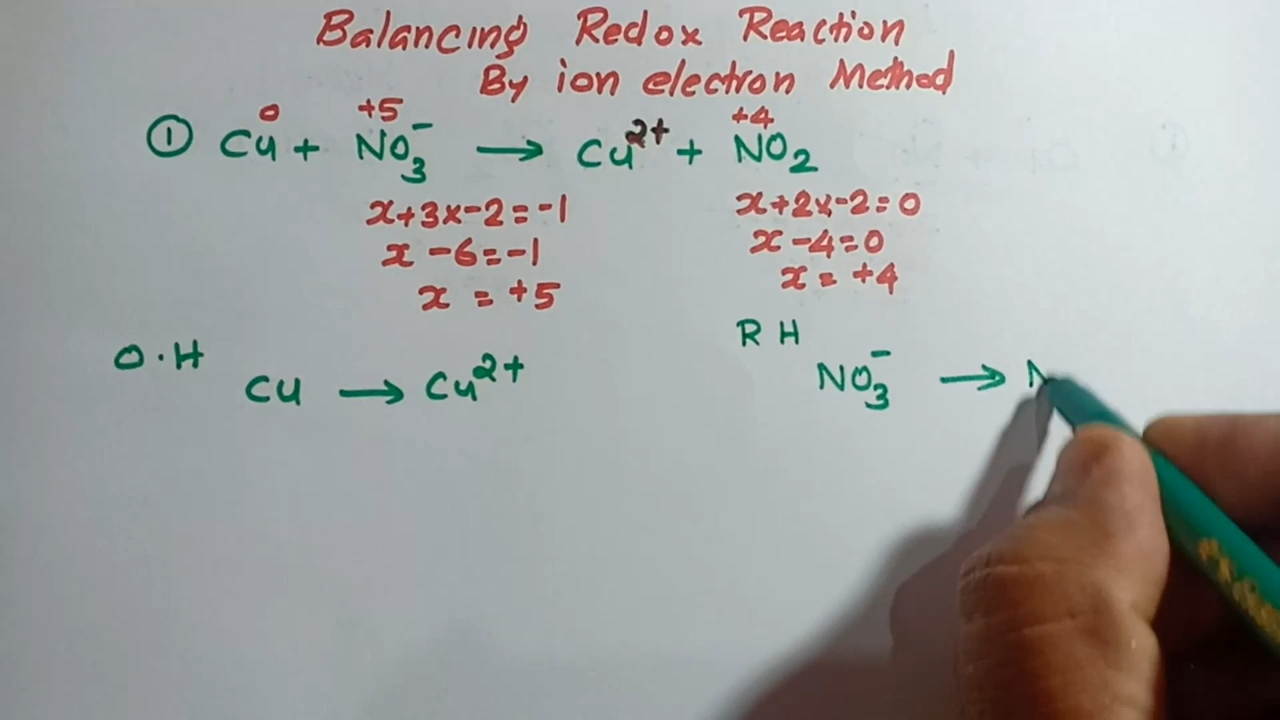 Balancing Redox Reaction
By ion electron Method
0 +5 +4
① Cu + NO₃⁻ → Cu²⁺ + NO₂
x+3x-2=-1 x+2x-2=0
x-6=-1 x-4=0
x = +5 x = +4
O.H R H
Cu → Cu²⁺ NO₃⁻ → N